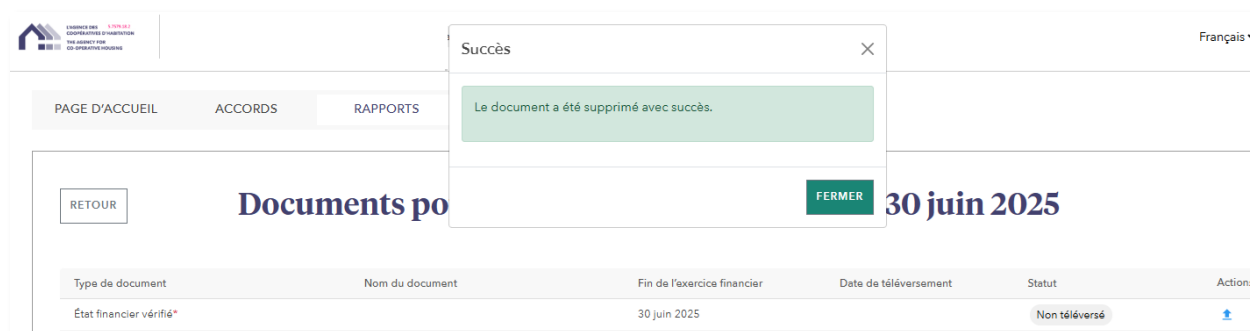 L'AGENCE DES
COOPÉRATIVES D'HABITATION
THE AGENCY FOR
CO-OPERATIVE HOUSING
Français
Succès
Le document a été supprimé avec succès.
FERMER
PAGE D'ACCUEIL ACCORDS RAPPORTS
RETOUR
Documents 30 juin 2025
Type de document Nom du document Fin de l'exercice financier Date de téléversement Statut Actions
État financier vérifié* 30 juin 2025 Non téléversé